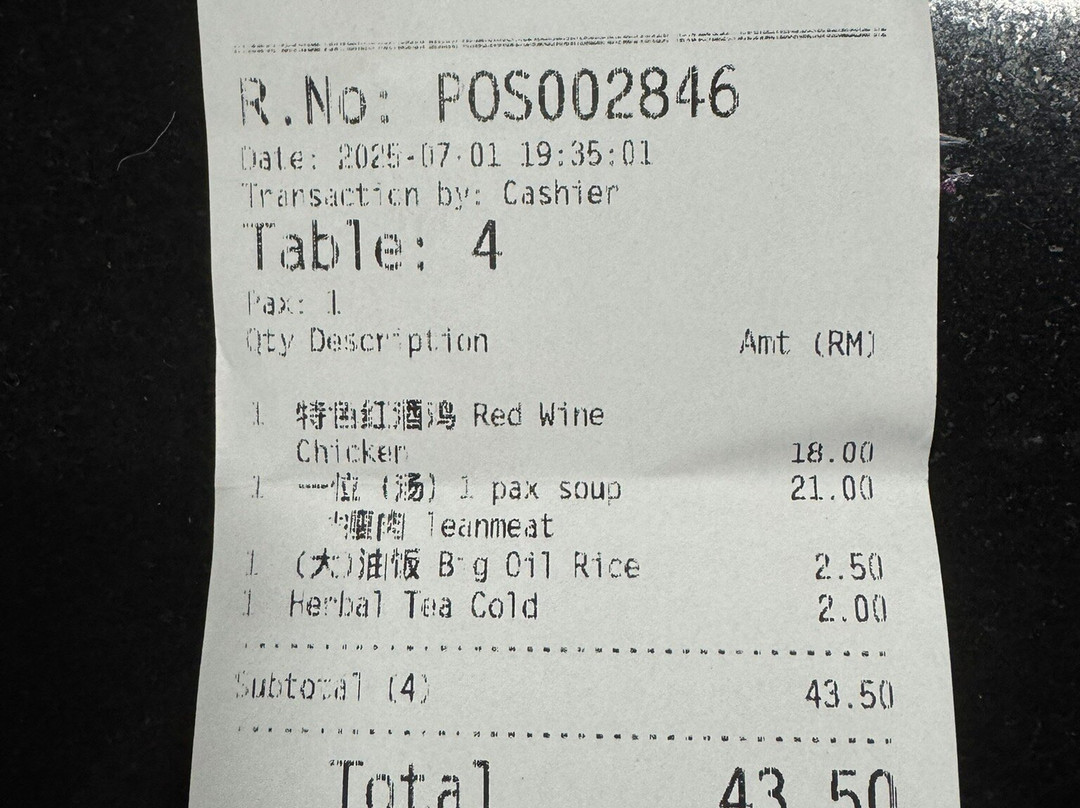 R.No: POS002846
Date: 2025-07-01 19:35:01
Transaction by: Cashier
Table: 4
Pax: 1
Qty Description Amt (RM)
1 特色红酒鸡 Red Wine
Chicken 18.00
1 一位 (汤) 1 pax soup 21.00
leanmeat
1 (大)油饭 Big Oil Rice 2.50
1 Herbal Tea Cold 2.00
Subtotal (4) 43.50
Total 43.50